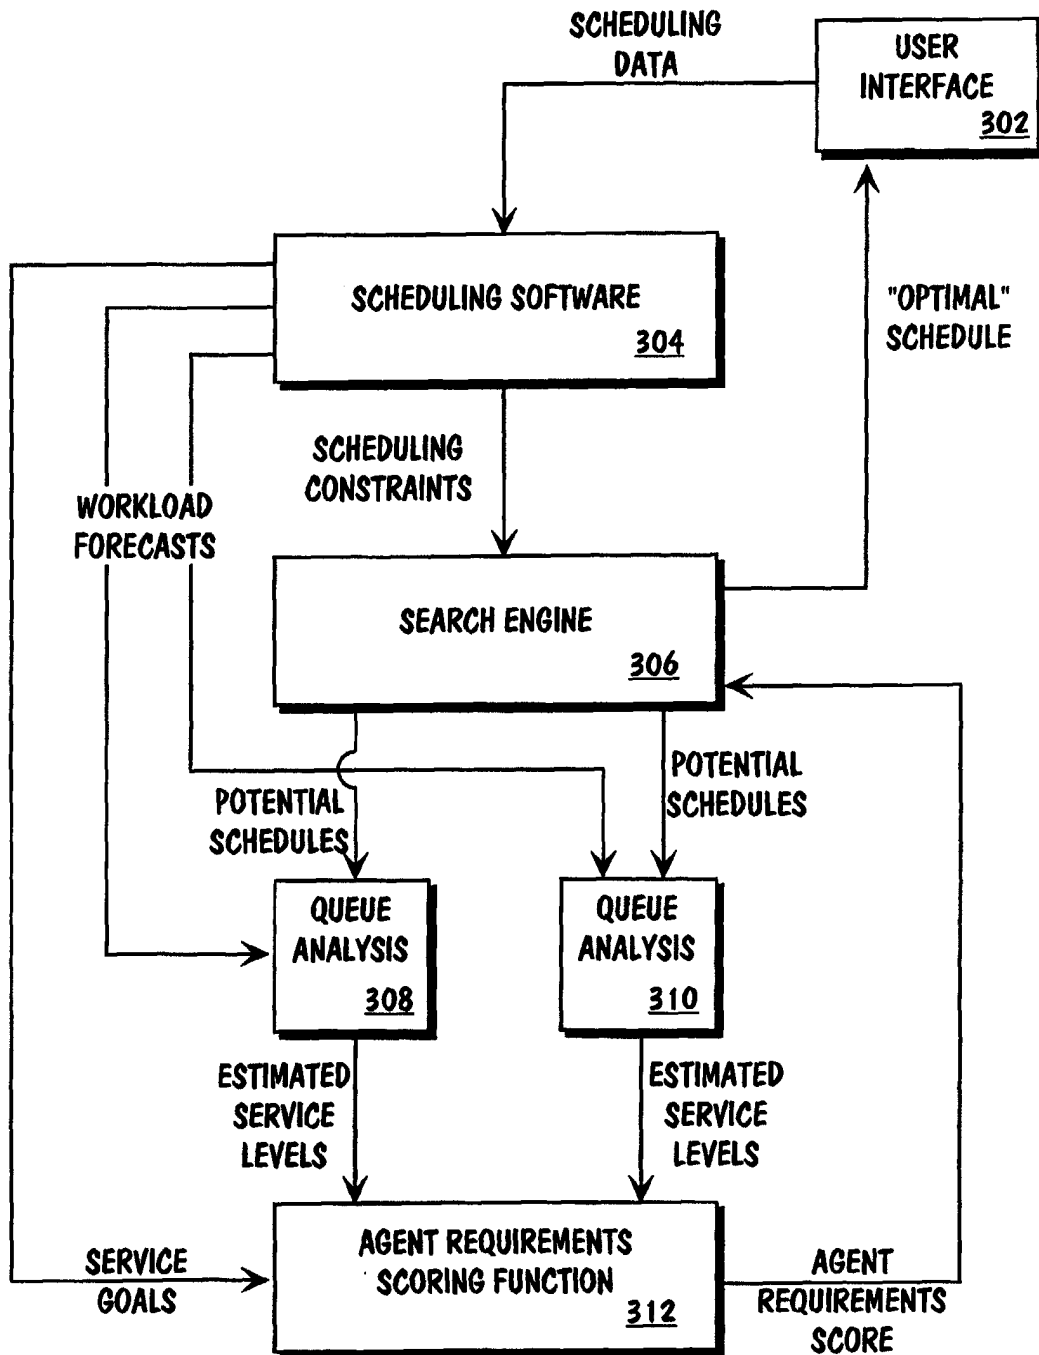 SCHEDULING
DATA
USER
INTERFACE
302
SCHEDULING SOFTWARE
304
"OPTIMAL"
SCHEDULE
SCHEDULING
CONSTRAINTS
WORKLOAD
FORECASTS
SEARCH ENGINE
306
POTENTIAL
SCHEDULES
POTENTIAL
SCHEDULES
QUEUE
ANALYSIS
308
QUEUE
ANALYSIS
310
ESTIMATED
SERVICE
LEVELS
ESTIMATED
SERVICE
LEVELS
AGENT REQUIREMENTS
SCORING FUNCTION
312
SERVICE
GOALS
AGENT
REQUIREMENTS
SCORE